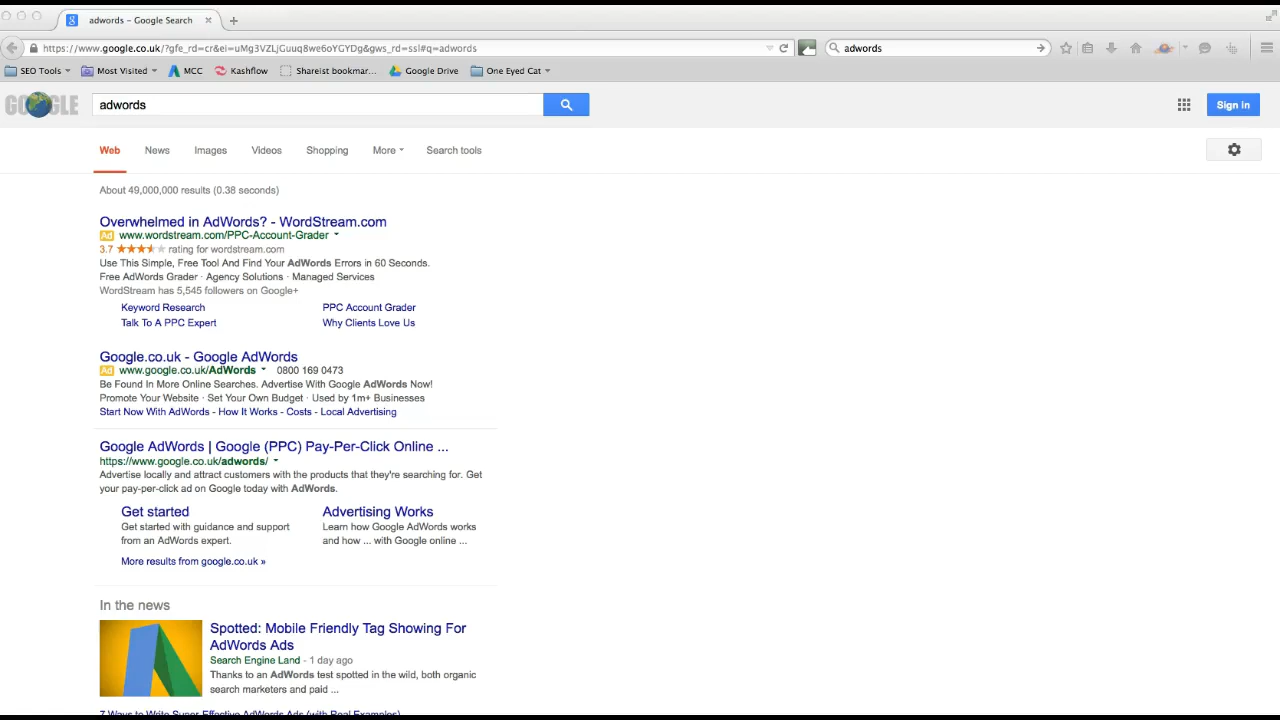 adwords - Google Search
https://www.google.co.uk/?gfe_rd=cr&ei=uMg3VZLjGuuq8we6oYGYDg&gws_rd=ssl#q=adwords
adwords
SEO Tools
Most Visited
MCC
Kashflow
Shareist bookmar...
Google Drive
One Eyed Cat
GOOGLE
adwords
Sign in
Web
News
Images
Videos
Shopping
More
Search tools
About 49,000,000 results (0.38 seconds)
Overwhelmed in AdWords? - WordStream.com
Ad www.wordstream.com/PPC-Account-Grader
3.7 rating for wordstream.com
Use This Simple, Free Tool And Find Your AdWords Errors in 60 Seconds.
Free AdWords Grader · Agency Solutions · Managed Services
WordStream has 5,545 followers on Google+
Keyword Research
PPC Account Grader
Talk To A PPC Expert
Why Clients Love Us
Google.co.uk - Google AdWords
Ad www.google.co.uk/AdWords 0800 169 0473
Be Found In More Online Searches. Advertise With Google AdWords Now!
Promote Your Website · Set Your Own Budget · Used by 1m+ Businesses
Start Now With AdWords - How It Works - Costs - Local Advertising
Google AdWords | Google (PPC) Pay-Per-Click Online ...
https://www.google.co.uk/adwords/
Advertise locally and attract customers with the products that they're searching for. Get
your pay-per-click ad on Google today with AdWords.
Get started
Get started with guidance and support
from an AdWords expert.
Advertising Works
Learn how Google AdWords works
and how ... with Google online ...
More results from google.co.uk »
In the news
Spotted: Mobile Friendly Tag Showing For
AdWords Ads
Search Engine Land - 1 day ago
Thanks to an AdWords test spotted in the wild, both organic
search marketers and paid ...
7 Ways to Write Super-Effective AdWords Ads (with Real Examples)